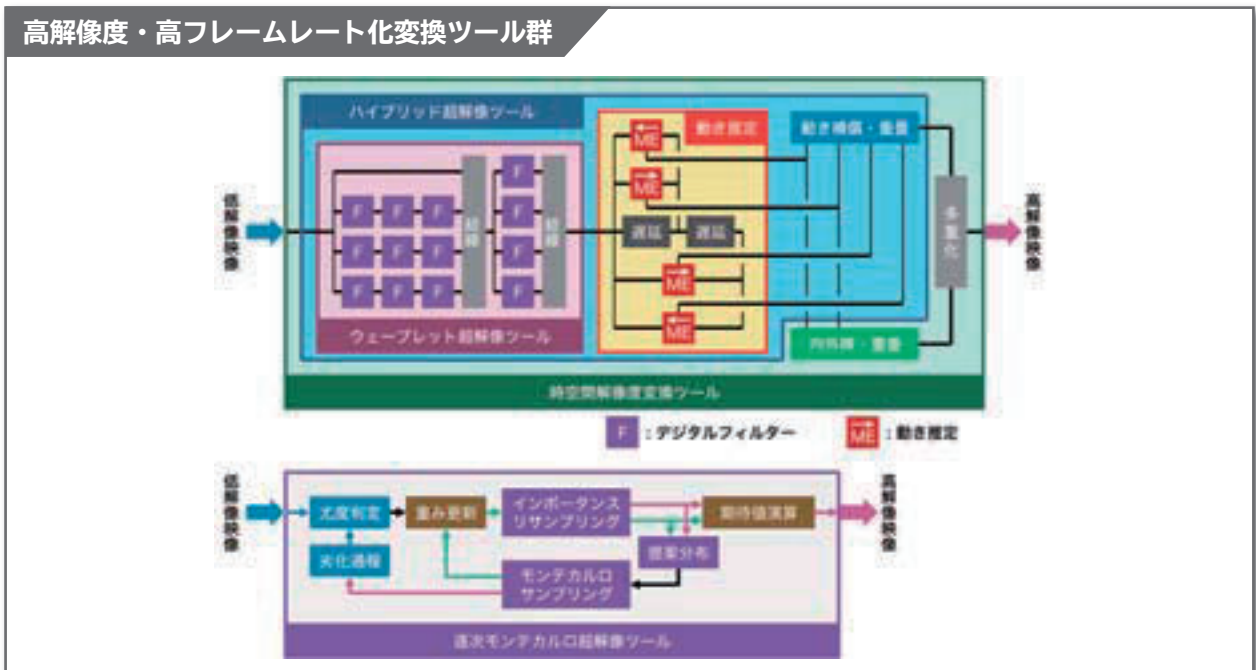 高解像度・高フレームレート化変換ツール群
ハイブリッド超解像ツール
動き推定
動き補償・重畳
ME
ME
F
F
F
F
F
F
F
F
F
F
F
F
F
遅延
遅延
ME
ME
低解像映像
高解像映像
多重化
ウェーブレット超解像ツール
内外挿・重畳
時空間解像度変換ツール
F
:デジタルフィルター
ME
:動き推定
低解像映像
高解像映像
尤度判定
重み更新
インポータンス
リサンプリング
期待値演算
劣化過程
提案分布
モンテカルロ
サンプリング
逐次モンテカルロ超解像ツール